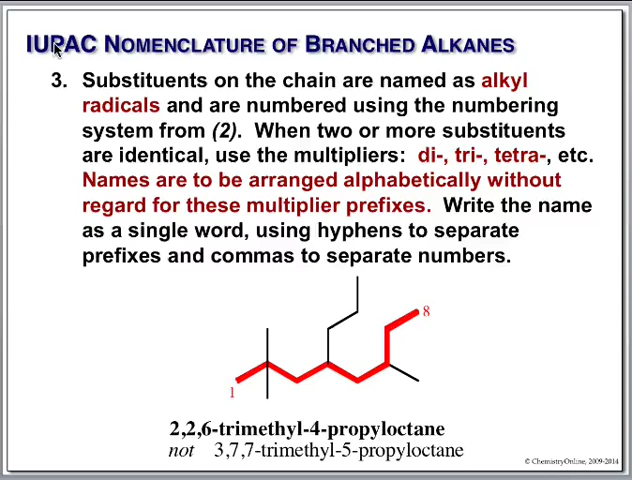 IUPAC NOMENCLATURE OF BRANCHED ALKANES
3. Substituents on the chain are named as alkyl
radicals and are numbered using the numbering
system from (2). When two or more substituents
are identical, use the multipliers: di-, tri-, tetra-, etc.
Names are to be arranged alphabetically without
regard for these multiplier prefixes. Write the name
as a single word, using hyphens to separate
prefixes and commas to separate numbers.
8
1
2,2,6-trimethyl-4-propyloctane
not 3,7,7-trimethyl-5-propyloctane
© ChemistryOnline, 2009-2014